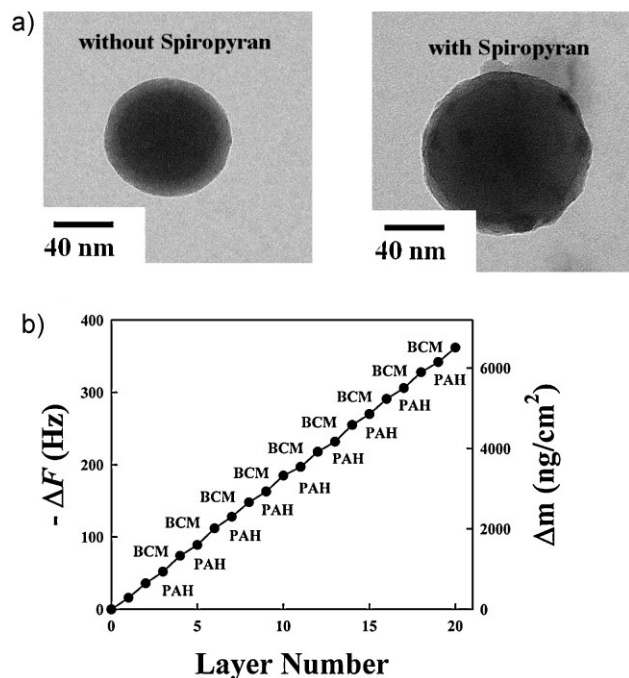 a)
without Spiropyran
with Spiropyran
40 nm
40 nm
b)
400
300
200
100
0
- ΔF (Hz)
6000
4000
2000
0
Δm (ng/cm²)
BCM
BCM
BCM
BCM
BCM
BCM
BCM
BCM
BCM
PAH
PAH
PAH
PAH
PAH
PAH
PAH
PAH
PAH
0 5 10 15 20
Layer Number